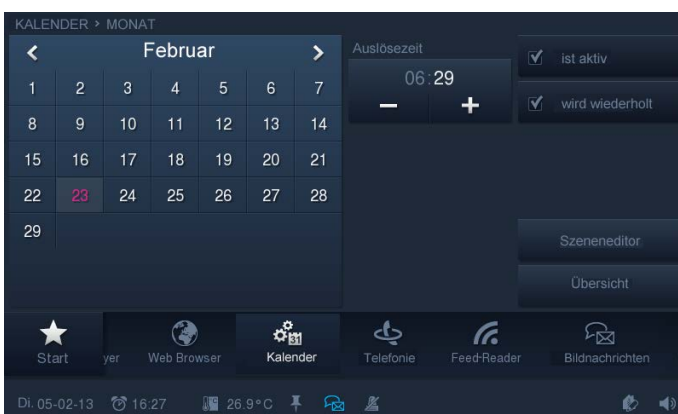 KALENDER > MONAT
Februar
Auslösezeit
ist aktiv
06:29
wird wiederholt
1 2 3 4 5 6 7
8 9 10 11 12 13 14
15 16 17 18 19 20 21
22 23 24 25 26 27 28
29
Szeneneditor
Übersicht
Start
yer
Web Browser
31
Kalender
Telefonie
Feed-Reader
Bildnachrichten
Di. 05-02-13 16:27 26.9°C